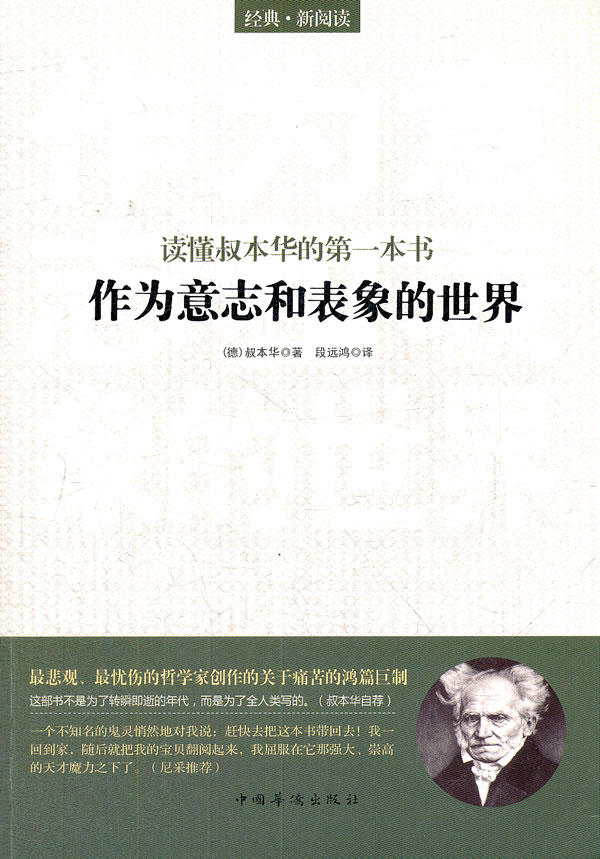 经典·新阅读
读懂叔本华的第一本书
作为意志和表象的世界
(德)叔本华◎著 段远鸿◎译
最悲观、最忧伤的哲学家创作的关于痛苦的鸿篇巨制
这部书不是为了转瞬即逝的年代，而是为了全人类写的。（叔本华自荐）
一个不知名的鬼灵悄然地对我说：赶快去把这本书带回去！我一
回到家，随后就把我的宝贝翻阅起来，我屈服在它那强大、崇高
的天才魔力之下了。（尼采推荐）
中国华侨出版社